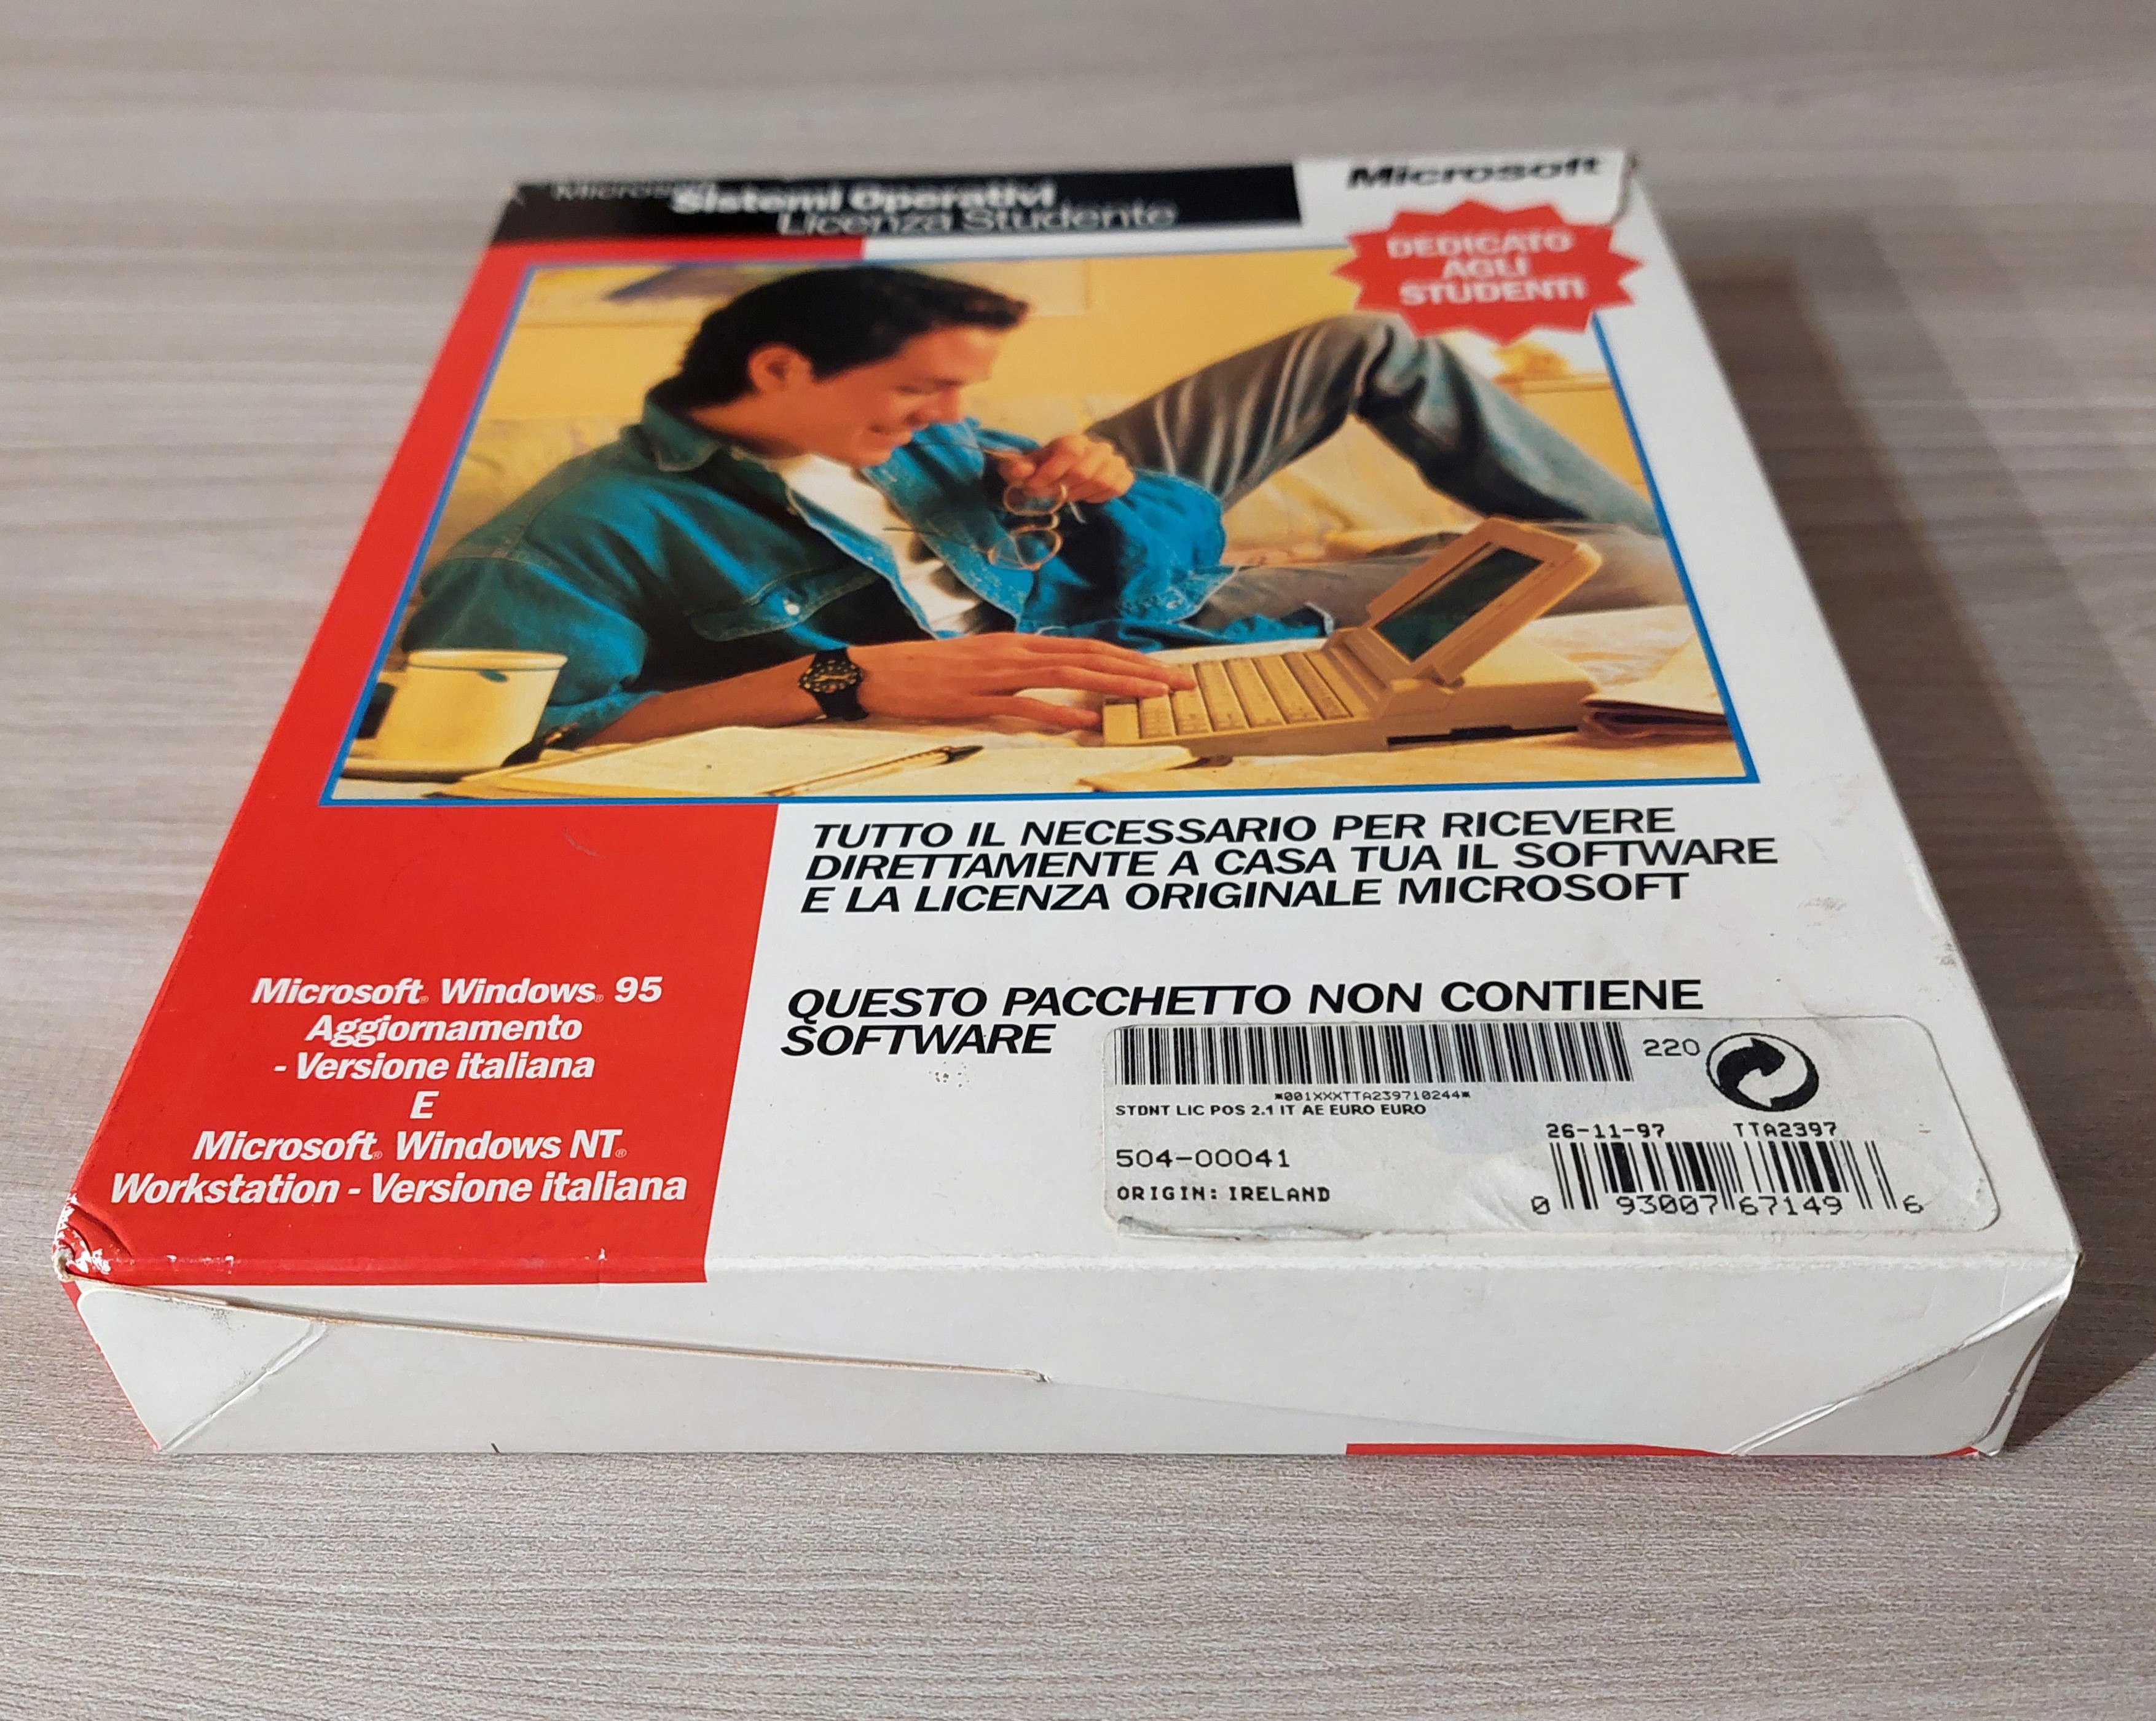 Microsoft
Sistemi Operativi
Licenza Studente
Microsoft
DEDICATO
AGLI
STUDENTI
TUTTO IL NECESSARIO PER RICEVERE
DIRETTAMENTE A CASA TUA IL SOFTWARE
E LA LICENZA ORIGINALE MICROSOFT
QUESTO PACCHETTO NON CONTIENE
SOFTWARE
Microsoft® Windows® 95
Aggiornamento
- Versione italiana
E
Microsoft® Windows NT®
Workstation - Versione italiana
220
*001XXXTTA239710244*
STDNT LIC POS 2.1 IT AE EURO EURO
26-11-97 TTA2397
504-00041
ORIGIN: IRELAND
0 93007 67149 6